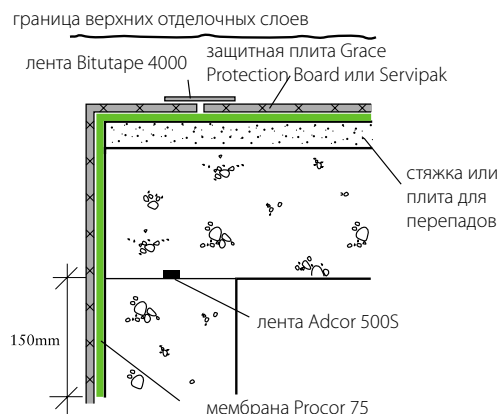 граница верхних отделочных слоев
лента Bitutape 4000
защитная плита Grace
Protection Board или Servipak
стяжка или
плита для
перепадов
лента Adcor 500S
150mm
мембрана Procor 75